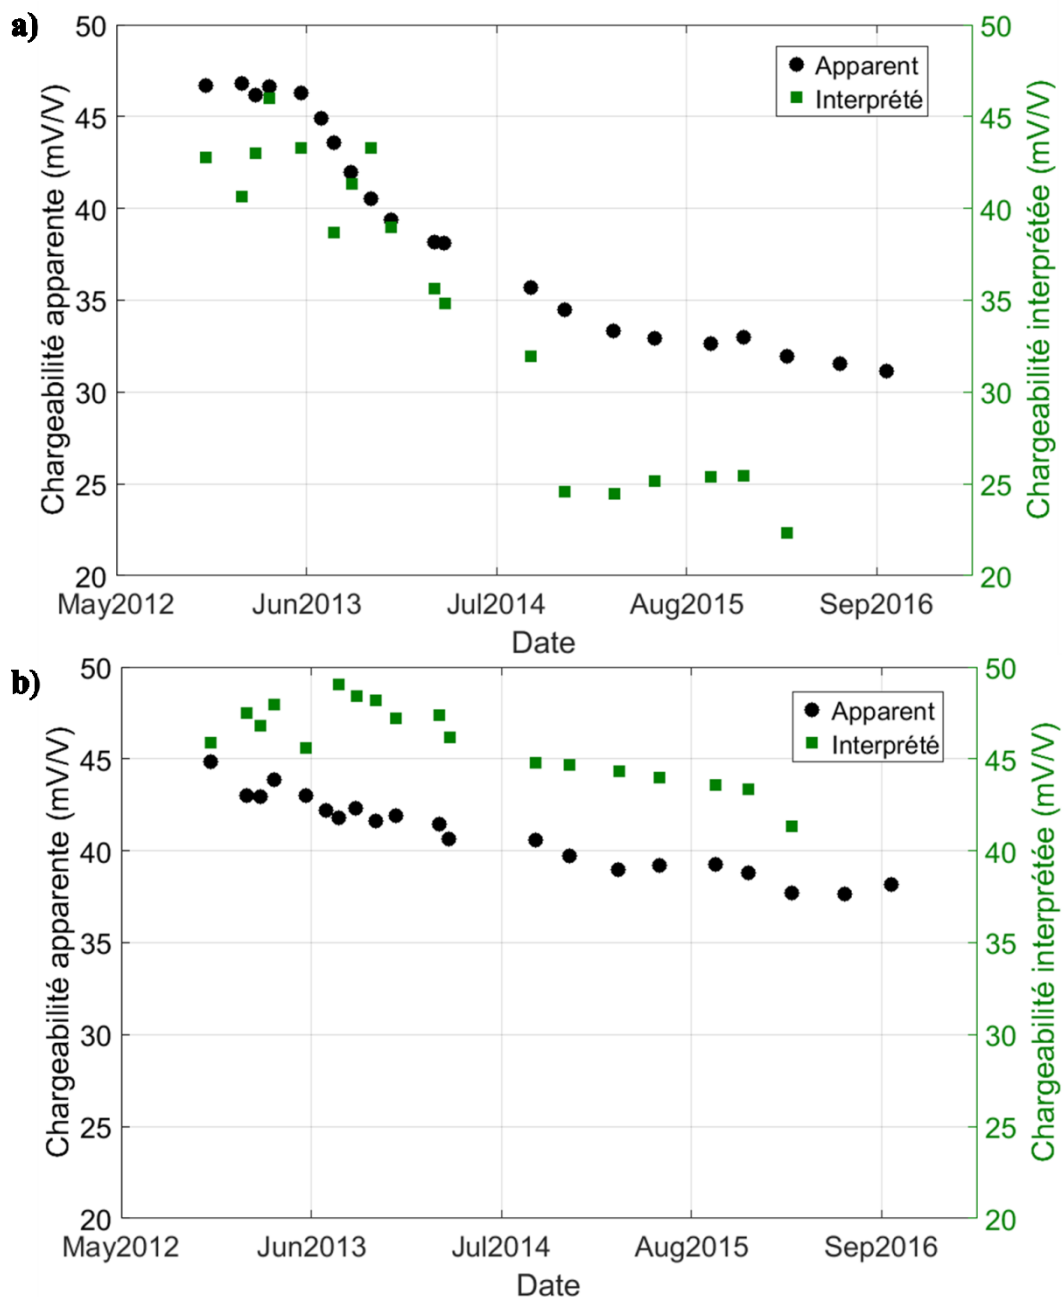 a)
50
45
40
35
30
25
20
Chargeabilité apparente (mV/V)
Apparent
Interprété
50
45
40
35
30
25
20
Chargeabilité interprétée (mV/V)
May2012 Jun2013 Jul2014 Aug2015 Sep2016
Date
b)
50
45
40
35
30
25
20
Chargeabilité apparente (mV/V)
Apparent
Interprété
50
45
40
35
30
25
20
Chargeabilité interprétée (mV/V)
May2012 Jun2013 Jul2014 Aug2015 Sep2016
Date